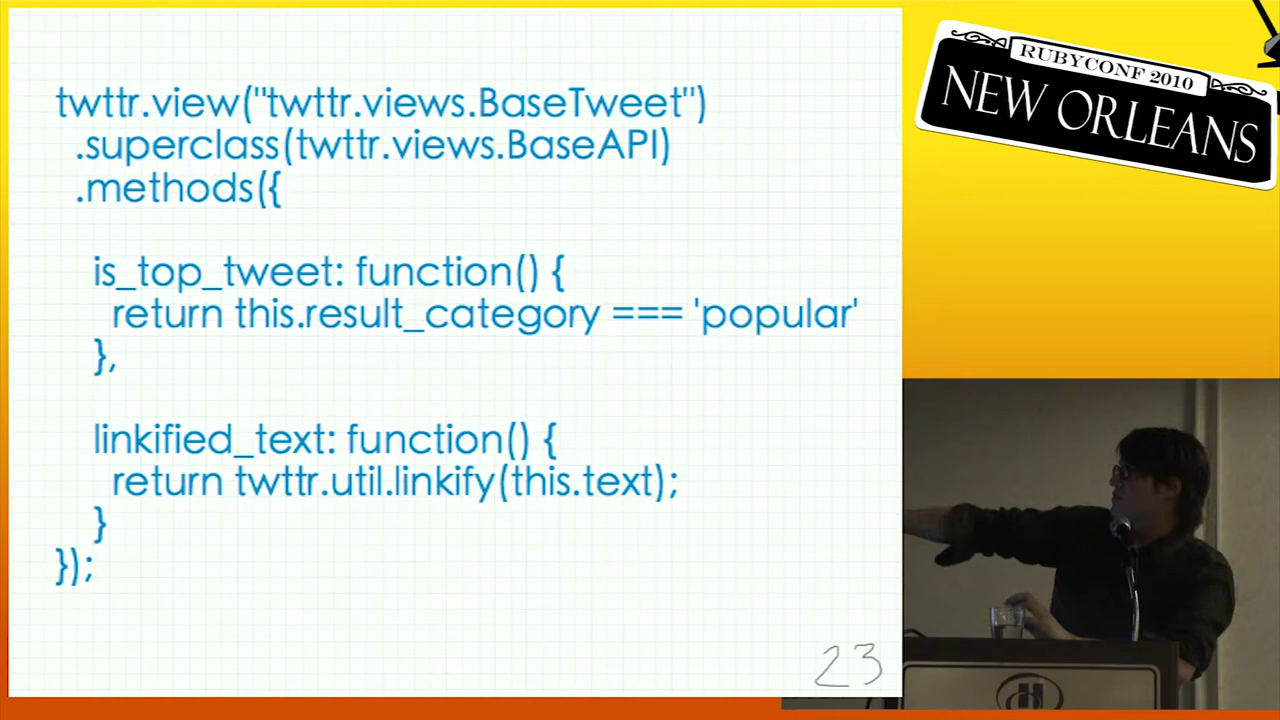 twttr.view("twttr.views.BaseTweet")
.superclass(twttr.views.BaseAPI)
.methods({
is_top_tweet: function() {
return this.result_category === 'popular'
},
linkified_text: function() {
return twttr.util.linkify(this.text);
}
});
23
RUBYCONF 2010
NEW ORLEANS